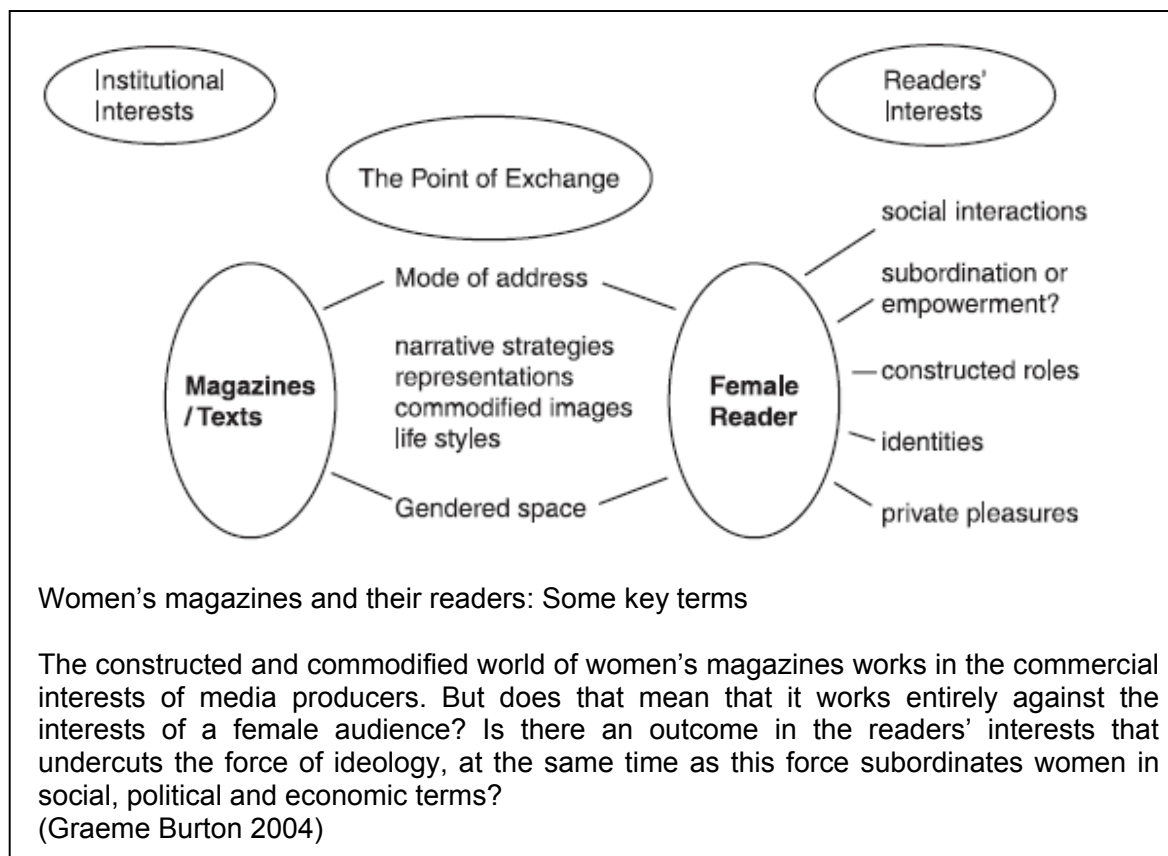 Institutional
Interests
Readers'
Interests
The Point of Exchange
Magazines
/Texts
Mode of address
narrative strategies
representations
commodified images
life styles
Gendered space
Female
Reader
social interactions
subordination or
empowerment?
constructed roles
identities
private pleasures
Women's magazines and their readers: Some key terms
The constructed and commodified world of women's magazines works in the commercial
interests of media producers. But does that mean that it works entirely against the
interests of a female audience? Is there an outcome in the readers' interests that
undercuts the force of ideology, at the same time as this force subordinates women in
social, political and economic terms?
(Graeme Burton 2004)